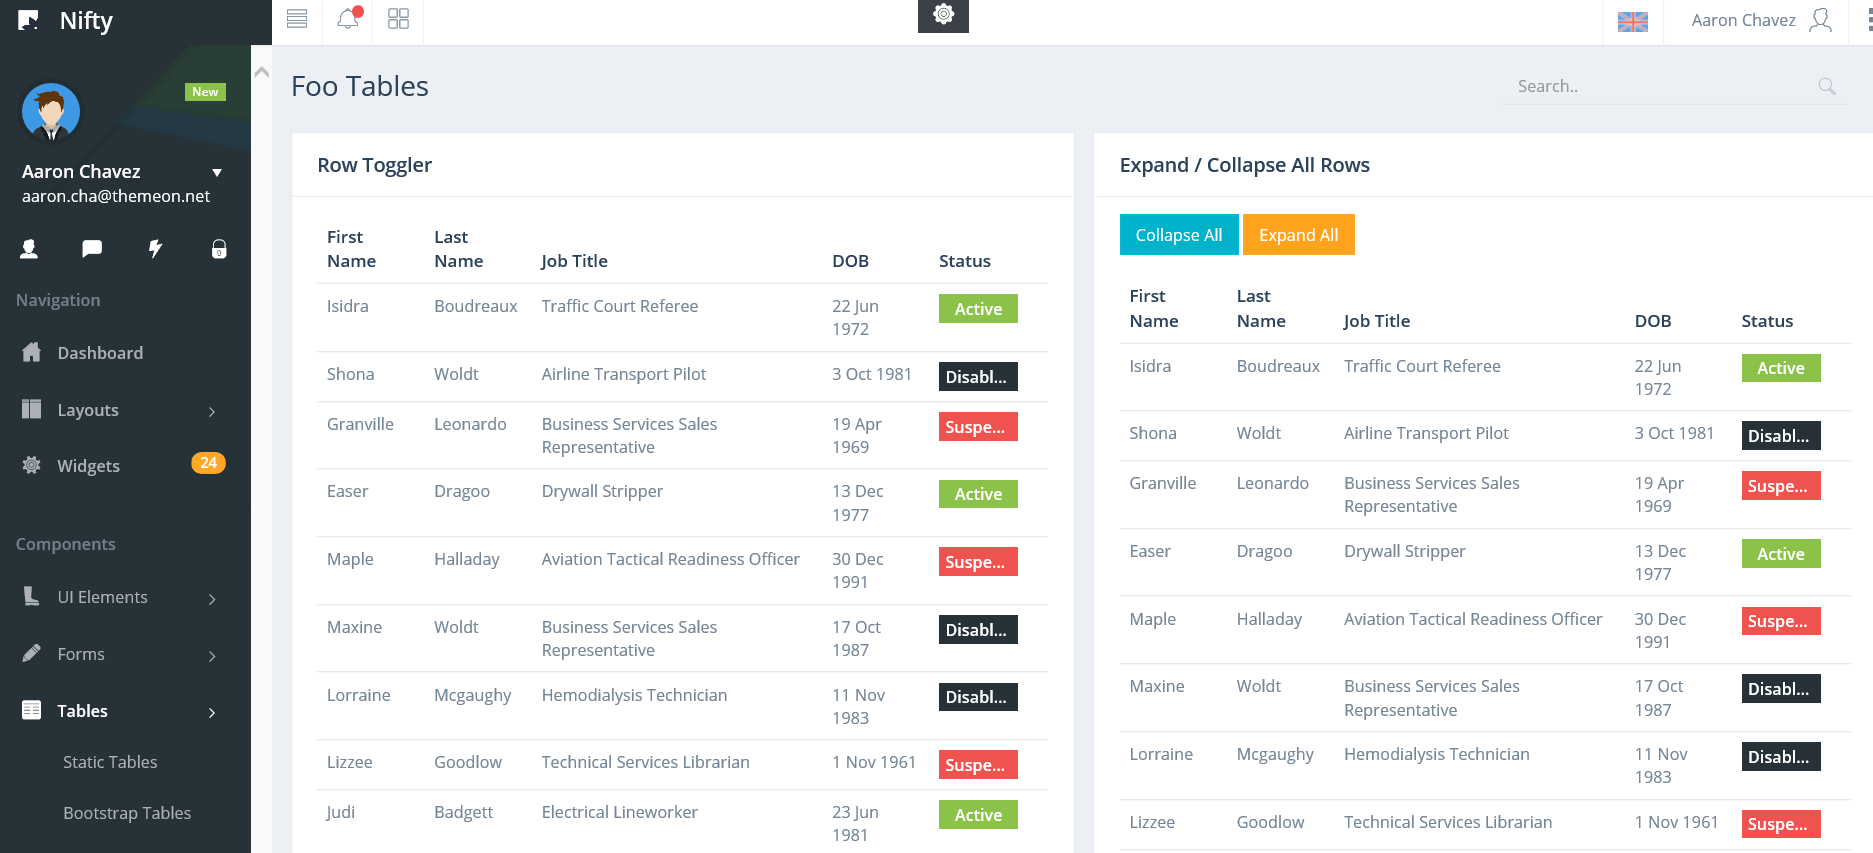 Nifty
Aaron Chavez
New
Aaron Chavez
aaron.cha@themeon.net
Navigation
Dashboard
Layouts
Widgets 24
Components
UI Elements
Forms
Tables
Static Tables
Bootstrap Tables
Foo Tables
Search..
Row Toggler
First Name Last Name Job Title DOB Status
Isidra Boudreaux Traffic Court Referee 22 Jun 1972 Active
Shona Woldt Airline Transport Pilot 3 Oct 1981 Disabl...
Granville Leonardo Business Services Sales Representative 19 Apr 1969 Suspe...
Easer Dragoo Drywall Stripper 13 Dec 1977 Active
Maple Halladay Aviation Tactical Readiness Officer 30 Dec 1991 Suspe...
Maxine Woldt Business Services Sales Representative 17 Oct 1987 Disabl...
Lorraine Mcgaughy Hemodialysis Technician 11 Nov 1983 Disabl...
Lizzee Goodlow Technical Services Librarian 1 Nov 1961 Suspe...
Judi Badgett Electrical Lineworker 23 Jun 1981 Active
Expand / Collapse All Rows
Collapse All Expand All
First Name Last Name Job Title DOB Status
Isidra Boudreaux Traffic Court Referee 22 Jun 1972 Active
Shona Woldt Airline Transport Pilot 3 Oct 1981 Disabl...
Granville Leonardo Business Services Sales Representative 19 Apr 1969 Suspe...
Easer Dragoo Drywall Stripper 13 Dec 1977 Active
Maple Halladay Aviation Tactical Readiness Officer 30 Dec 1991 Suspe...
Maxine Woldt Business Services Sales Representative 17 Oct 1987 Disabl...
Lorraine Mcgaughy Hemodialysis Technician 11 Nov 1983 Disabl...
Lizzee Goodlow Technical Services Librarian 1 Nov 1961 Suspe...